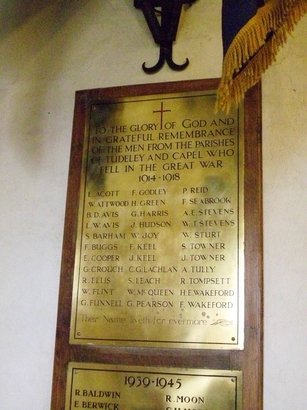 TO THE GLORY OF GOD AND
IN GRATEFUL REMEMBRANCE
OF THE MEN FROM THE PARISHES
OF TUDELEY AND CAPEL WHO
FELL IN THE GREAT WAR
1914-1918
E. ACOTT F. GODLEY P. REID
W. ATTWOOD H. GREEN F. SEABROOK
B. D. AVIS G. HARRIS A. E. STEVENS
L. W. AVIS J. HUDSON W. T. STEVENS
S. BARHAM W. JOY W. STURT
F. BUGGS F. KEEL S. TOWNER
E. COOPER J. KEEL J. TOWNER
G. CROUCH C. G. LACHLAN A. TULLY
R. ELLIS S. LEACH R. TOMPSETT
W. FLINT W. McQUEEN H. E. WAKEFORD
G. FUNNELL G. PEARSON F. WAKEFORD
Their Name liveth for evermore
1939-1945
R. BALDWIN R. MOON
E. BERWICK